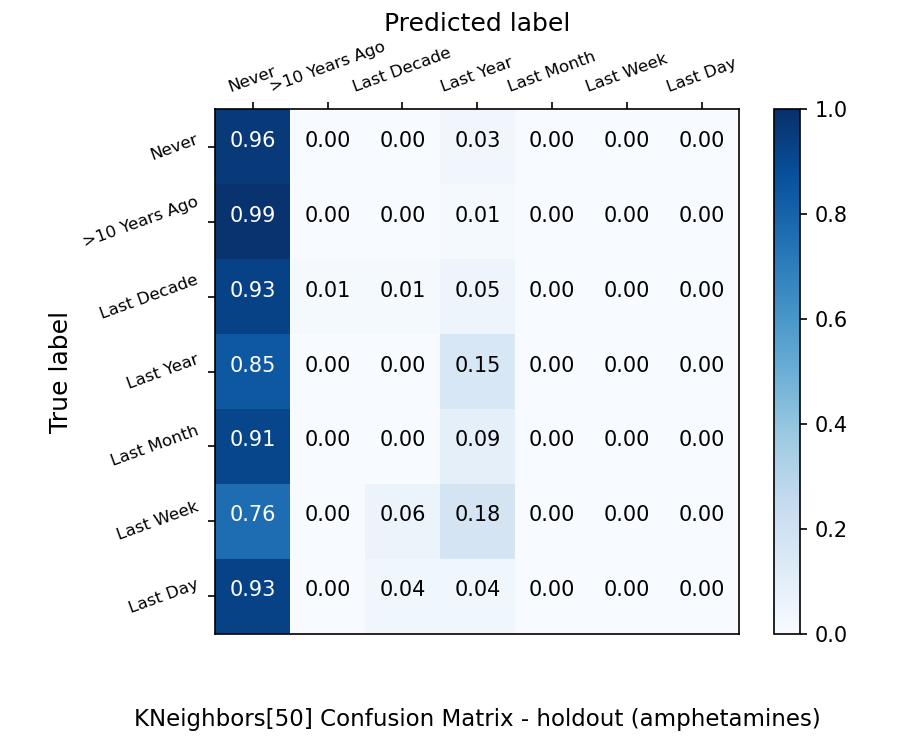 Predicted label
Never >10 Years Ago Last Decade Last Year Last Month Last Week Last Day
True label
Never 0.96 0.00 0.00 0.03 0.00 0.00 0.00
>10 Years Ago 0.99 0.00 0.00 0.01 0.00 0.00 0.00
Last Decade 0.93 0.01 0.01 0.05 0.00 0.00 0.00
Last Year 0.85 0.00 0.00 0.15 0.00 0.00 0.00
Last Month 0.91 0.00 0.00 0.09 0.00 0.00 0.00
Last Week 0.76 0.00 0.06 0.18 0.00 0.00 0.00
Last Day 0.93 0.00 0.04 0.04 0.00 0.00 0.00
1.0
0.8
0.6
0.4
0.2
0.0
KNeighbors[50] Confusion Matrix - holdout (amphetamines)